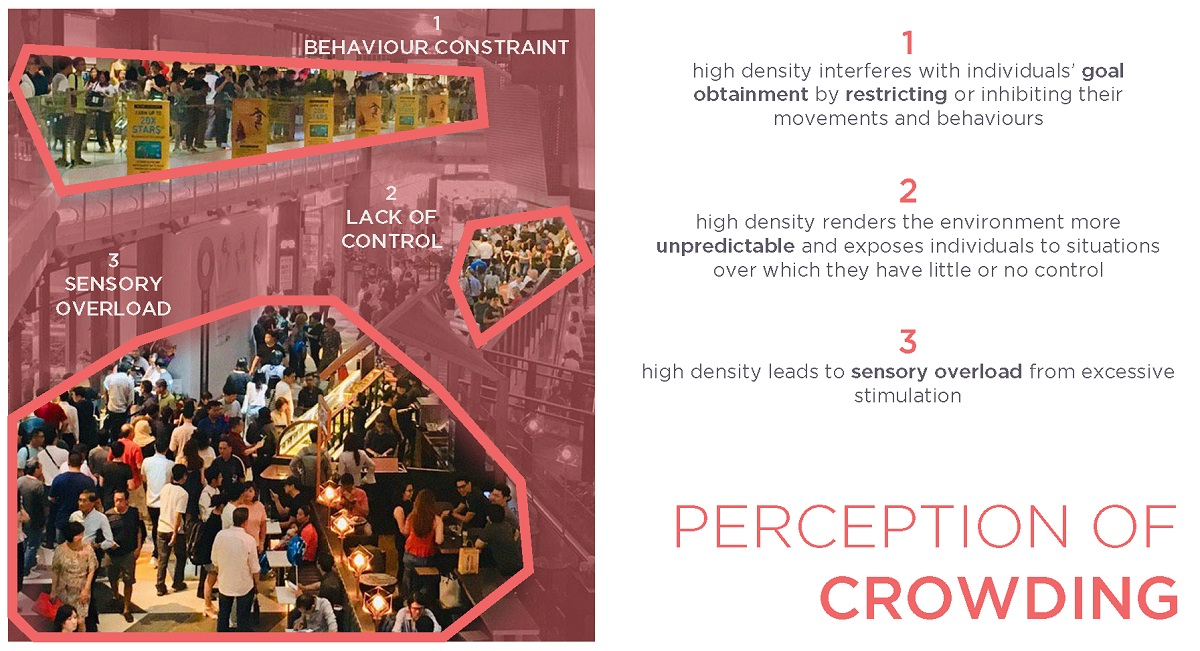 1
BEHAVIOUR CONSTRAINT
20X
STAR$
20X
STAR$
2
LACK OF
CONTROL
3
SENSORY
OVERLOAD
1
high density interferes with individuals’ goal
obtainment by restricting or inhibiting their
movements and behaviours
2
high density renders the environment more
unpredictable and exposes individuals to situations
over which they have little or no control
3
high density leads to sensory overload from excessive
stimulation
PERCEPTION OF
CROWDING